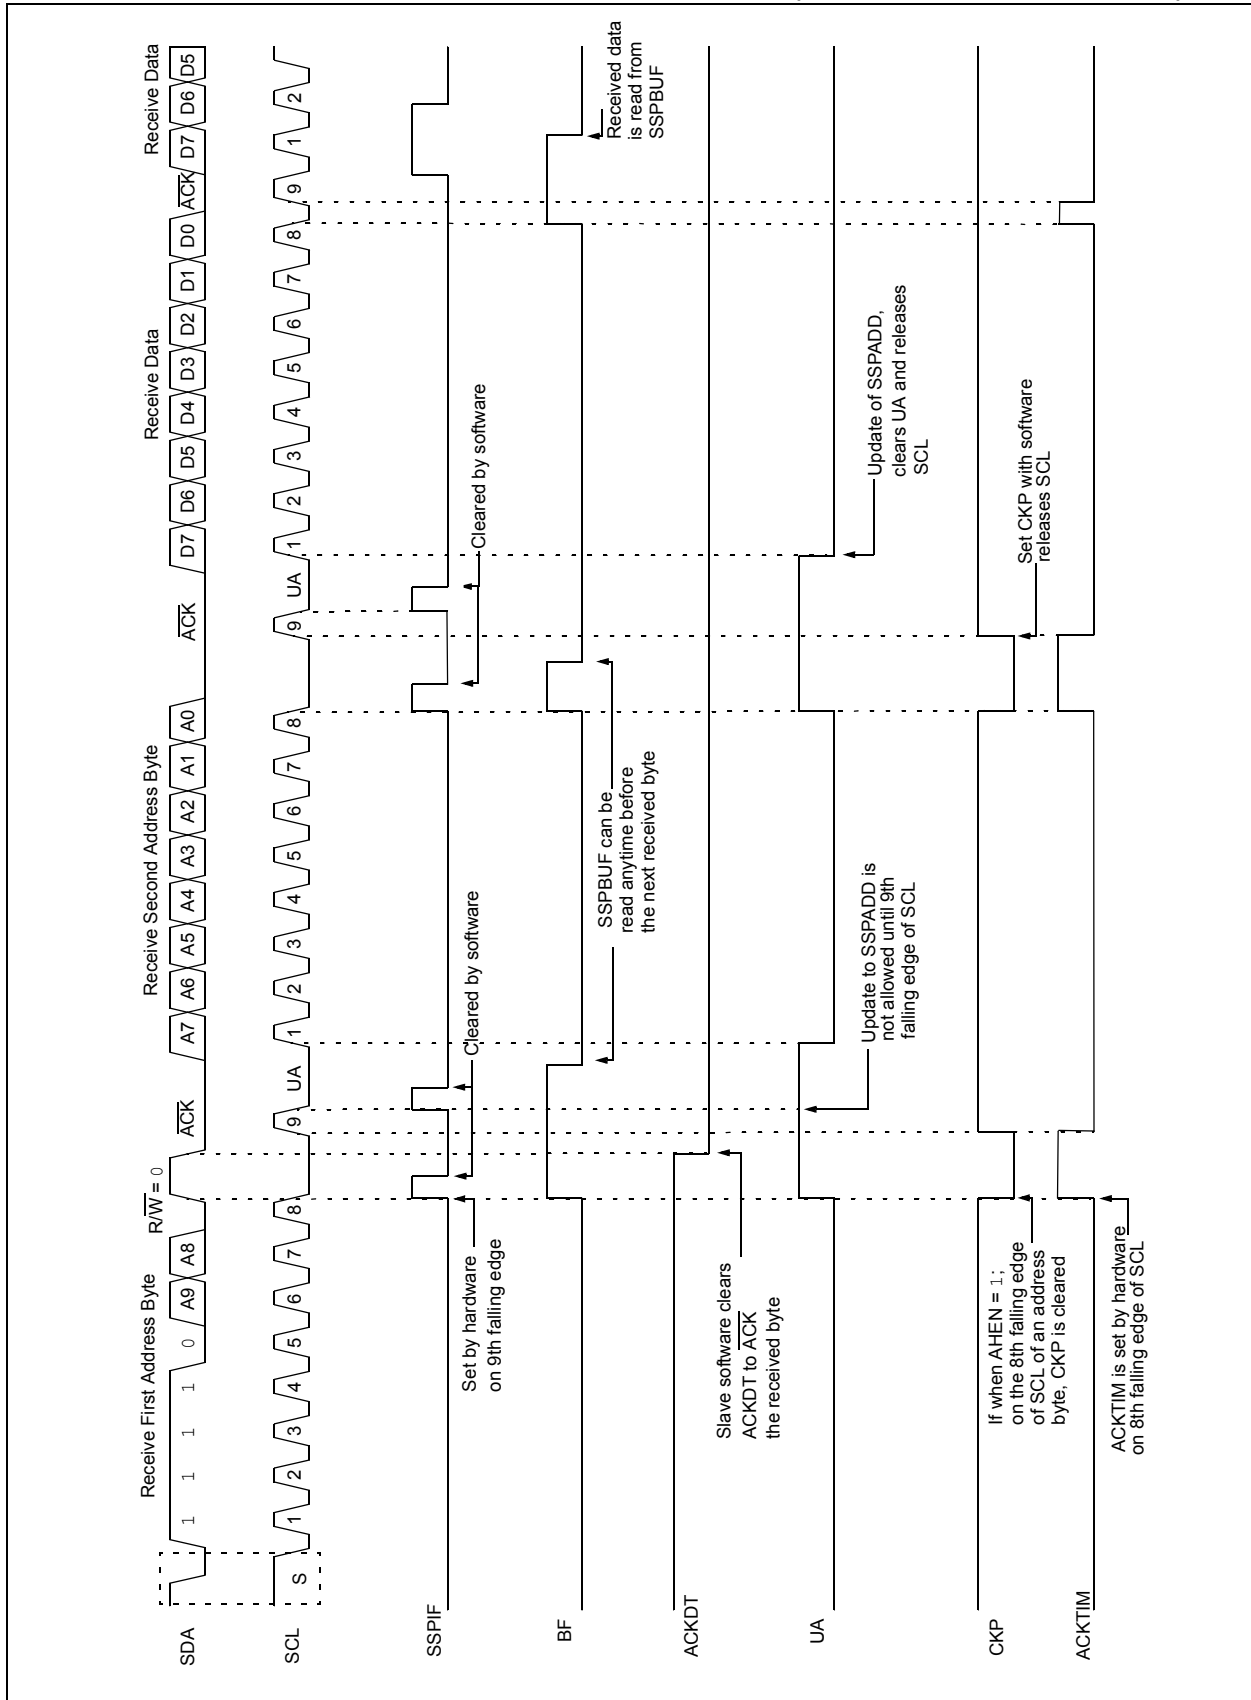 Receive First Address Byte
R/W = 0
ACK
Receive Second Address Byte
ACK
Receive Data
ACK
Receive Data
SDA
1 1 1 1 0 A9 A8
A7 A6 A5 A4 A3 A2 A1 A0
D7 D6 D5 D4 D3 D2 D1 D0
D7 D6 D5
SCL
S
1 2 3 4 5 6 7 8 9 UA
1 2 3 4 5 6 7 8 9 UA
1 2 3 4 5 6 7 8 9
1 2
SSPIF
Set by hardware
on 9th falling edge
Cleared by software
Cleared by software
BF
SSPBUF can be
read anytime before
the next received byte
Received data
is read from
SSPBUF
ACKDT
Slave software clears
ACKDT to ACK
the received byte
UA
Update to SSPADD is
not allowed until 9th
falling edge of SCL
Update of SSPADD,
clears UA and releases
SCL
CKP
If when AHEN = 1;
on the 8th falling edge
of SCL of an address
byte, CKP is cleared
Set CKP with software
releases SCL
ACKTIM
ACKTIM is set by hardware
on 8th falling edge of SCL